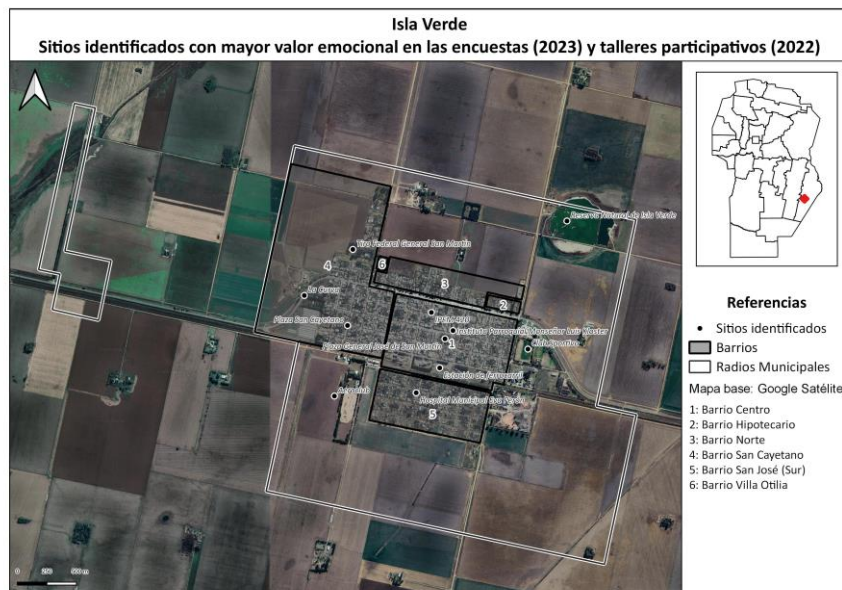 Isla Verde
Sitios identificados con mayor valor emocional en las encuestas (2023) y talleres participativos (2022)
Reserva Natural de Isla Verde
Tira Federal General San Martín
6
4
3
La Curva
2
Plaza San Cayetano
IPEM 410
Instituto Parroquial Monseñor Luis Kloster
Plaza General José de San Martín
1
Club Sportivo
Estación de ferrocarril
Aeroclub
Hospital Municipal Eva Perón
5
0 250 500 m
Referencias
Sitios identificados
Barrios
Radios Municipales
Mapa base: Google Satélite
1: Barrio Centro
2: Barrio Hipotecario
3: Barrio Norte
4: Barrio San Cayetano
5: Barrio San José (Sur)
6: Barrio Villa Otilia